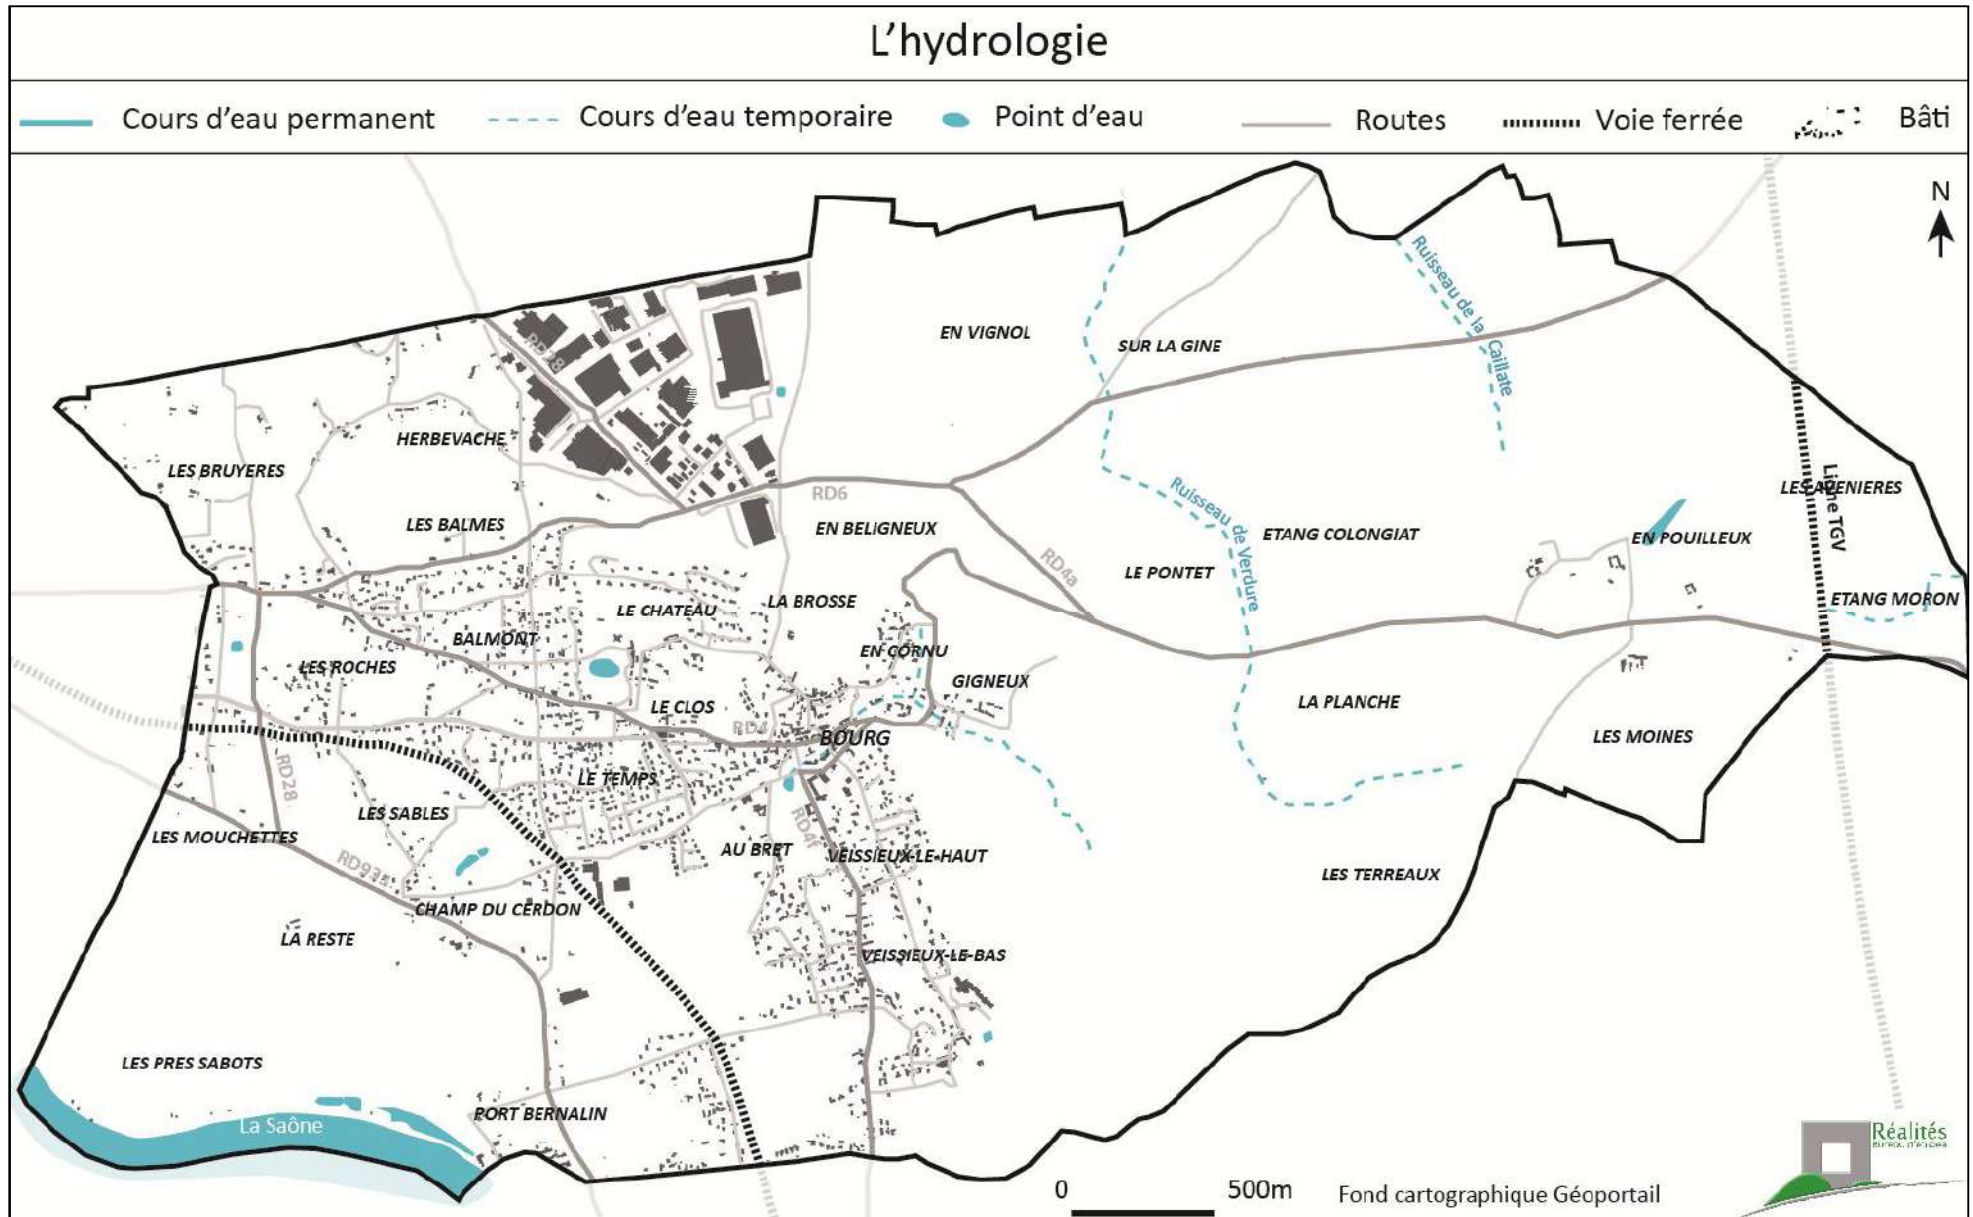 L'hydrologie
Cours d'eau permanent
Cours d'eau temporaire
Point d'eau
Routes
Voie ferrée
Bâti
N
Ruisseau de la Caillate
EN VIGNOL
SUR LA GINE
RD28
HERBEVACHE
LES BRUYERES
LES BALMES
RD6
EN BELIGNEUX
Ruisseau de Verdure
ETANG COLONGIAT
LES AVENIERES
Ligne TGV
EN POUILLEUX
LE PONTET
RD4a
ETANG MORON
LA BROSSE
LE CHATEAU
BALMONT
EN CORNU
LES ROCHES
GIGNEUX
LE CLOS
LA PLANCHE
RD4
BOURG
LES MOINES
RD28
LE TEMPS
LES SABLES
LES MOUCHETTES
RD4f
AU BRET
VEISSIEUX-LE-HAUT
RD933
LES TERREAUX
CHAMP DU CERDON
LA RESTE
VEISSIEUX-LE-BAS
LES PRES SABOTS
PORT BERNALIN
La Saône
Réalités
Bureau d'études
0
500m
Fond cartographique Géoportail